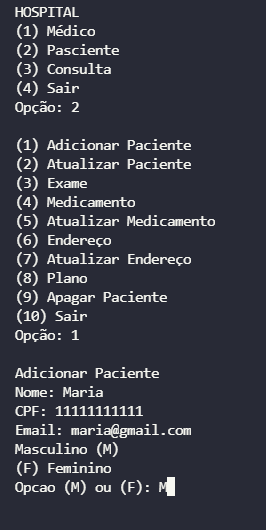 HOSPITAL
(1) Médico
(2) Pasciente
(3) Consulta
(4) Sair
Opção: 2
(1) Adicionar Paciente
(2) Atualizar Paciente
(3) Exame
(4) Medicamento
(5) Atualizar Medicamento
(6) Endereço
(7) Atualizar Endereço
(8) Plano
(9) Apagar Paciente
(10) Sair
Opção: 1
Adicionar Paciente
Nome: Maria
CPF: 11111111111
Email: maria@gmail.com
Masculino (M)
(F) Feminino
Opcao (M) ou (F): M